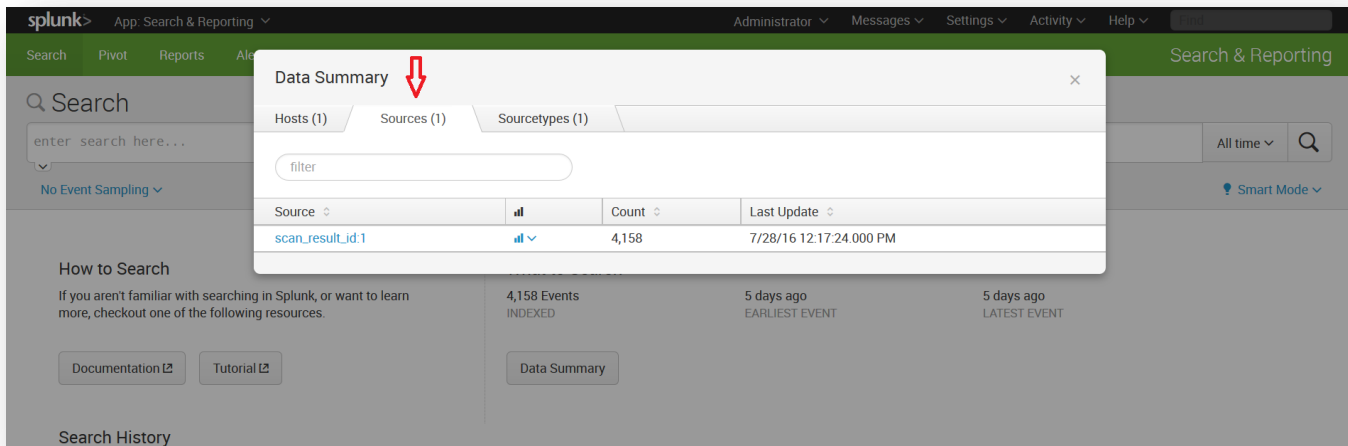 splunk> App: Search & Reporting Administrator Messages Settings Activity Help Find
Search Pivot Reports Search & Reporting
Data Summary
Search
Hosts (1) Sources (1) Sourcetypes (1)
enter search here... All time
filter
No Event Sampling Smart Mode
Source Count Last Update
scan_result_id:1 4,158 7/28/16 12:17:24.000 PM
How to Search
If you aren't familiar with searching in Splunk, or want to learn
more, checkout one of the following resources.
4,158 Events 5 days ago 5 days ago
INDEXED EARLIEST EVENT LATEST EVENT
Documentation Tutorial Data Summary
Search History